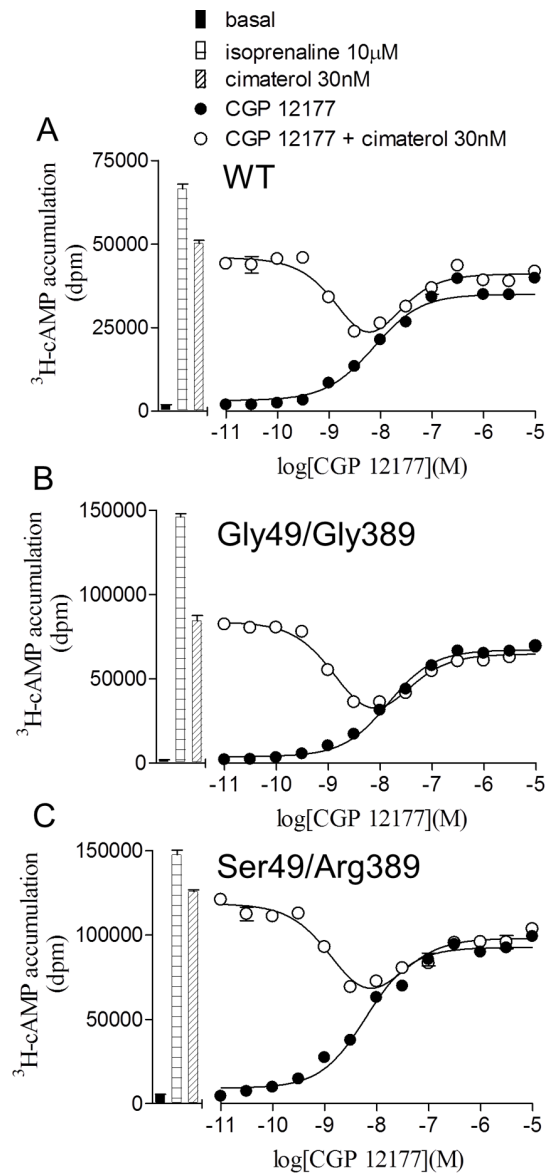 basal
isoprenaline 10μM
cimaterol 30nM
CGP 12177
CGP 12177 + cimaterol 30nM
A
WT
³H-cAMP accumulation
(dpm)
75000
50000
25000
0
-11 -10 -9 -8 -7 -6 -5
log[CGP 12177](M)
B
Gly49/Gly389
³H-cAMP accumulation
(dpm)
150000
100000
50000
0
-11 -10 -9 -8 -7 -6 -5
log[CGP 12177](M)
C
Ser49/Arg389
³H-cAMP accumulation
(dpm)
150000
100000
50000
0
-11 -10 -9 -8 -7 -6 -5
log[CGP 12177](M)